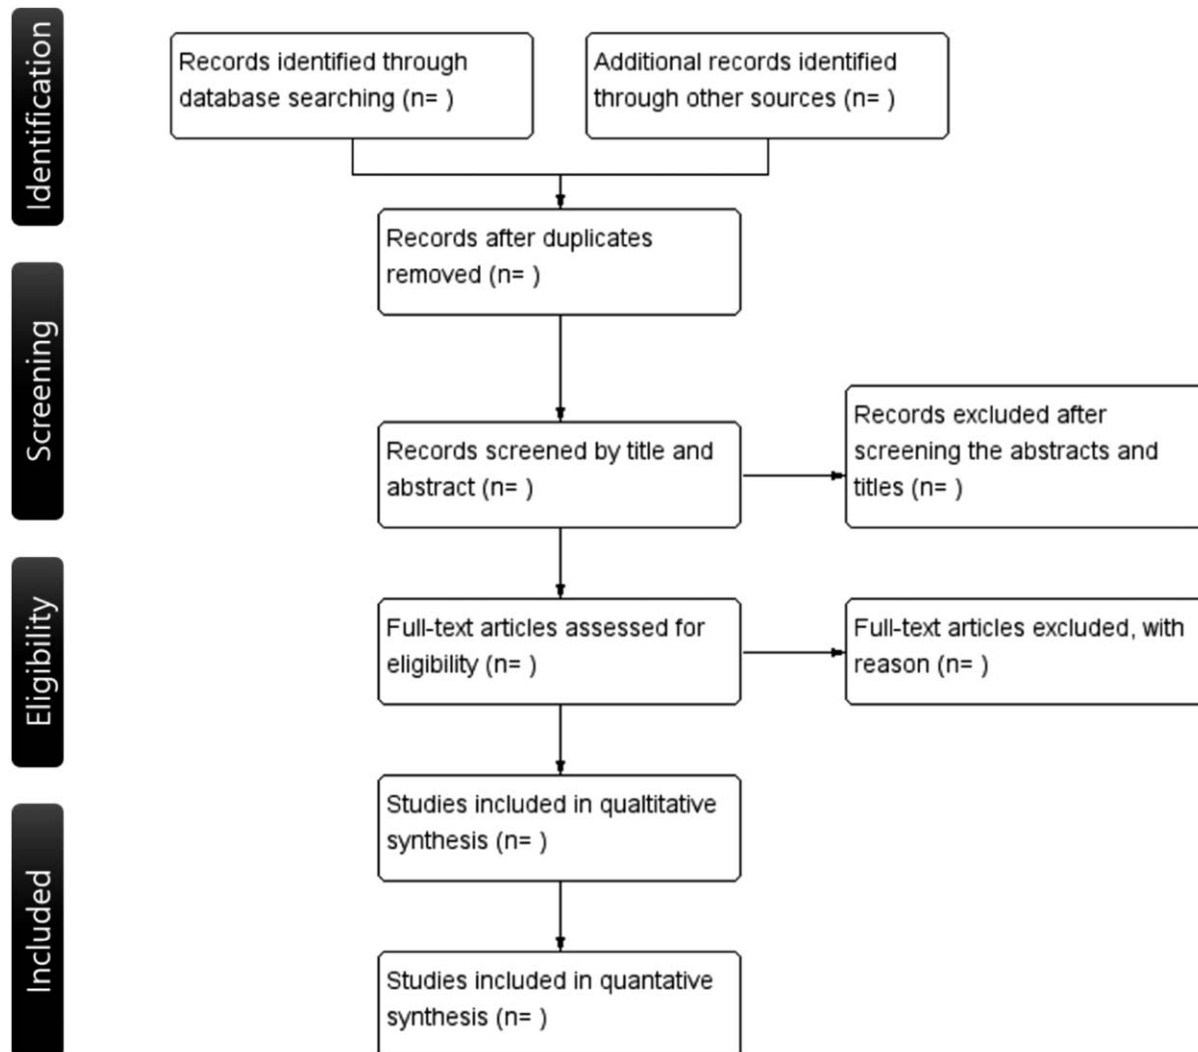 Identification
Records identified through
database searching (n= )
Additional records identified
through other sources (n= )
Records after duplicates
removed (n= )
Screening
Records screened by title and
abstract (n= )
Records excluded after
screening the abstracts and
titles (n= )
Eligibility
Full-text articles assessed for
eligibility (n= )
Full-text articles excluded, with
reason (n= )
Included
Studies included in qualtitative
synthesis (n= )
Studies included in quantative
synthesis (n= )